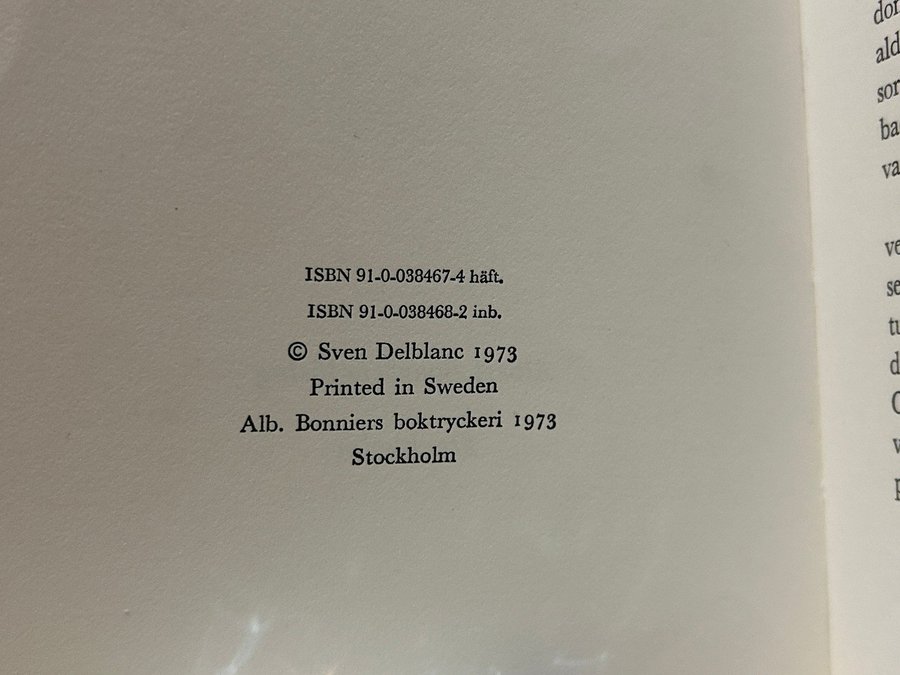 ISBN 91-0-038467-4 häft.
ISBN 91-0-038468-2 inb.
© Sven Delblanc 1973
Printed in Sweden
Alb. Bonniers boktryckeri 1973
Stockholm